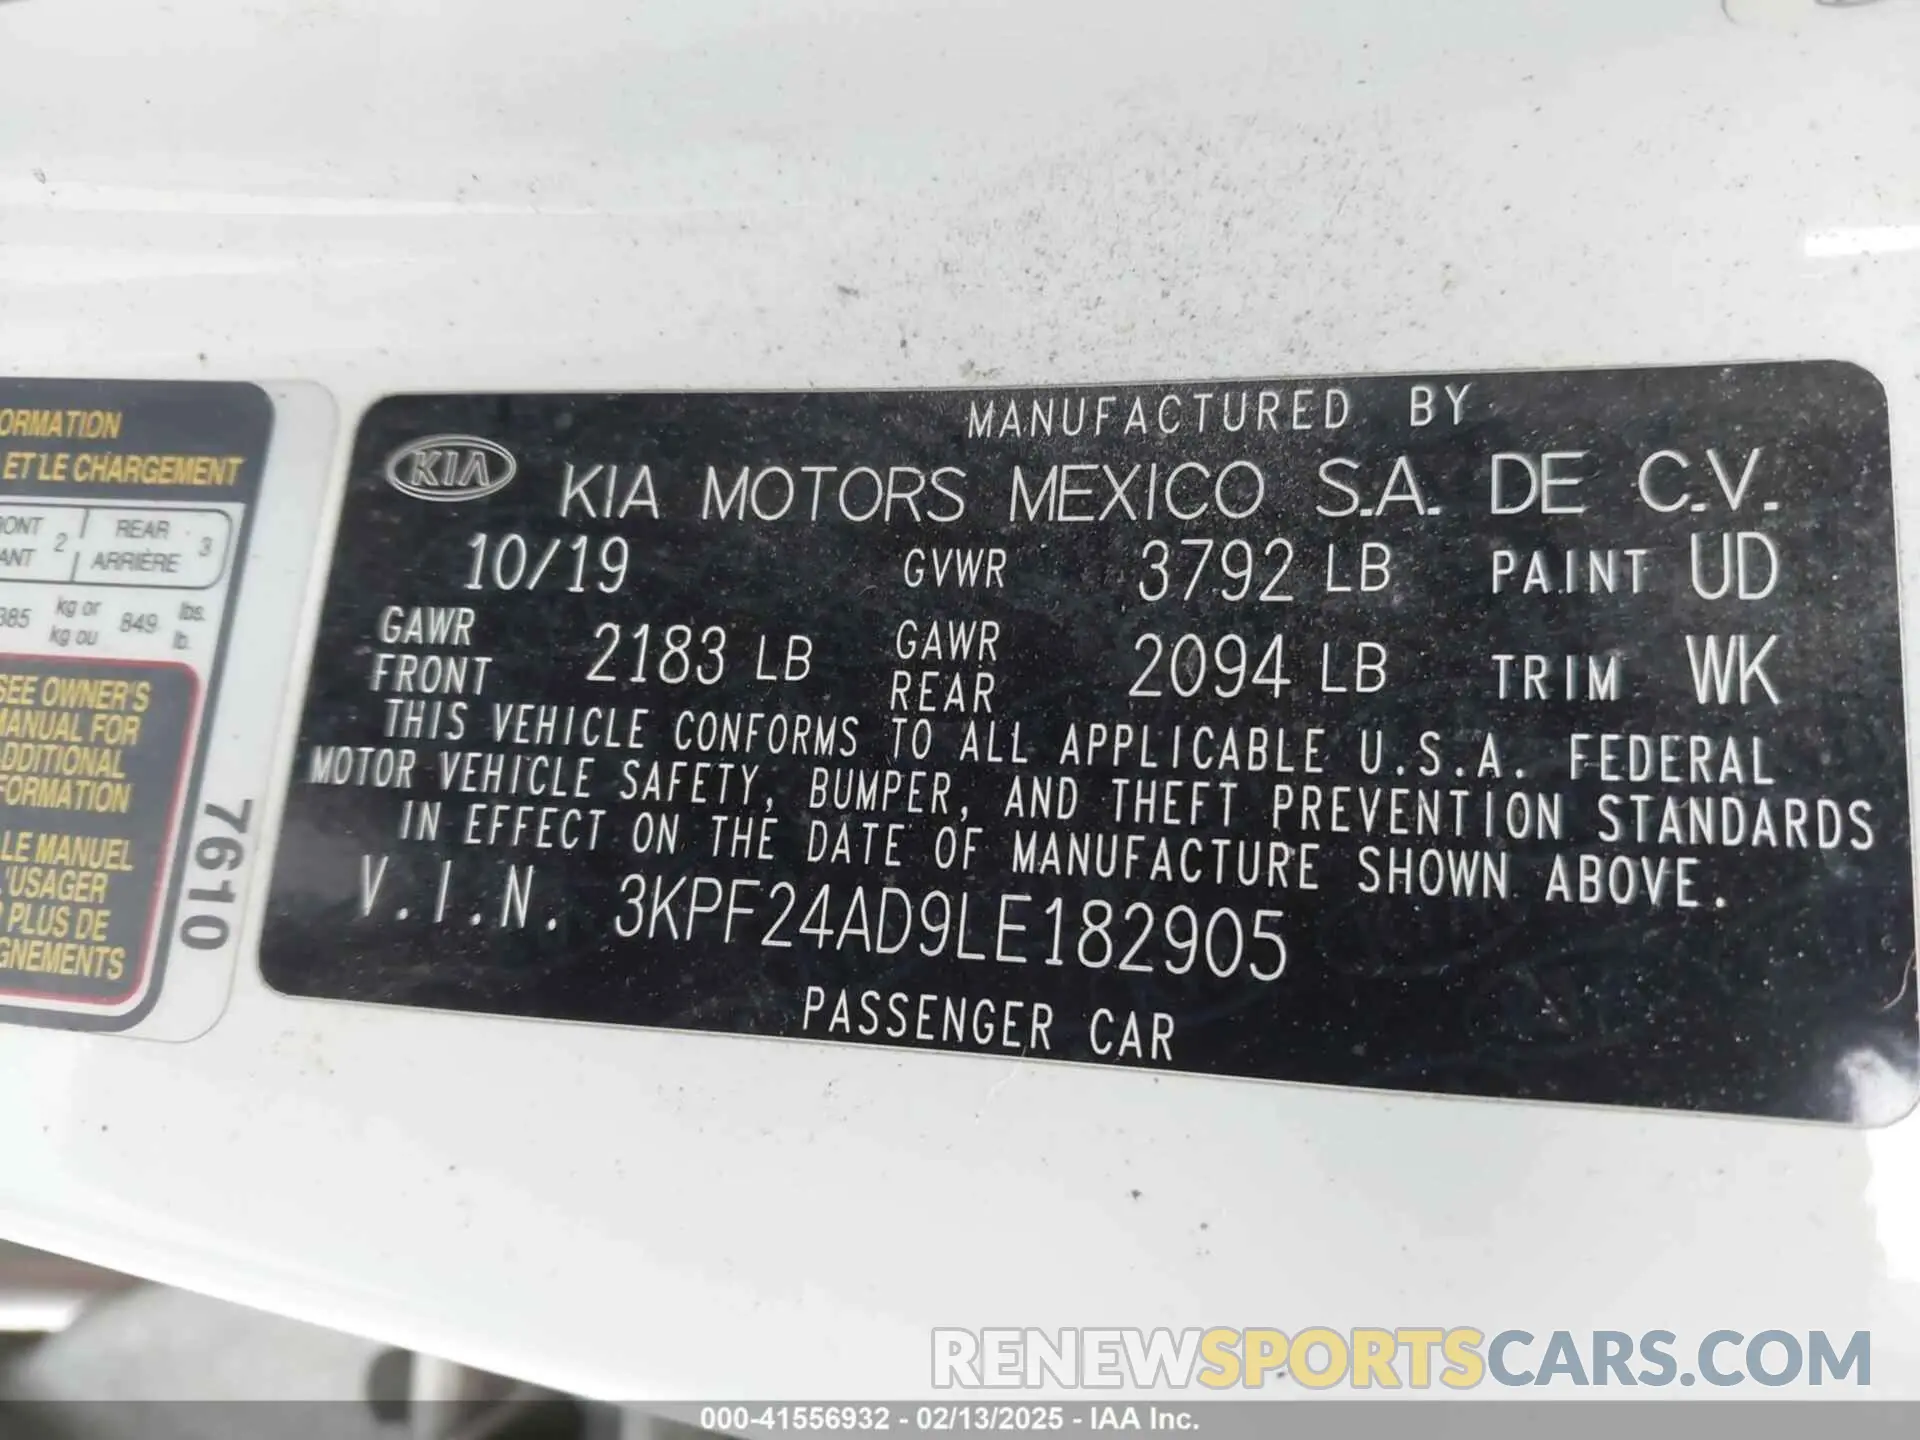 ORMATION
ET LE CHARGEMENT
ONT 2 REAR 3
ANT ARRIÈRE
385 kg or 849 lbs.
kg ou lb.
SEE OWNER'S
MANUAL FOR
ADDITIONAL
FORMATION
LE MANUEL
L'USAGER
PLUS DE
GNEMENTS
7610
MANUFACTURED BY
KIA KIA MOTORS MEXICO S.A. DE C.V.
10/19 GVWR 3792 LB PAINT UD
GAWR FRONT 2183 LB GAWR REAR 2094 LB TRIM WK
THIS VEHICLE CONFORMS TO ALL APPLICABLE U.S.A. FEDERAL
MOTOR VEHICLE SAFETY, BUMPER, AND THEFT PREVENTION STANDARDS
IN EFFECT ON THE DATE OF MANUFACTURE SHOWN ABOVE.
V.I.N. 3KPF24AD9LE182905
PASSENGER CAR
RENEWSPORTSCARS.COM
000-41556932 - 02/13/2025 - IAA Inc.